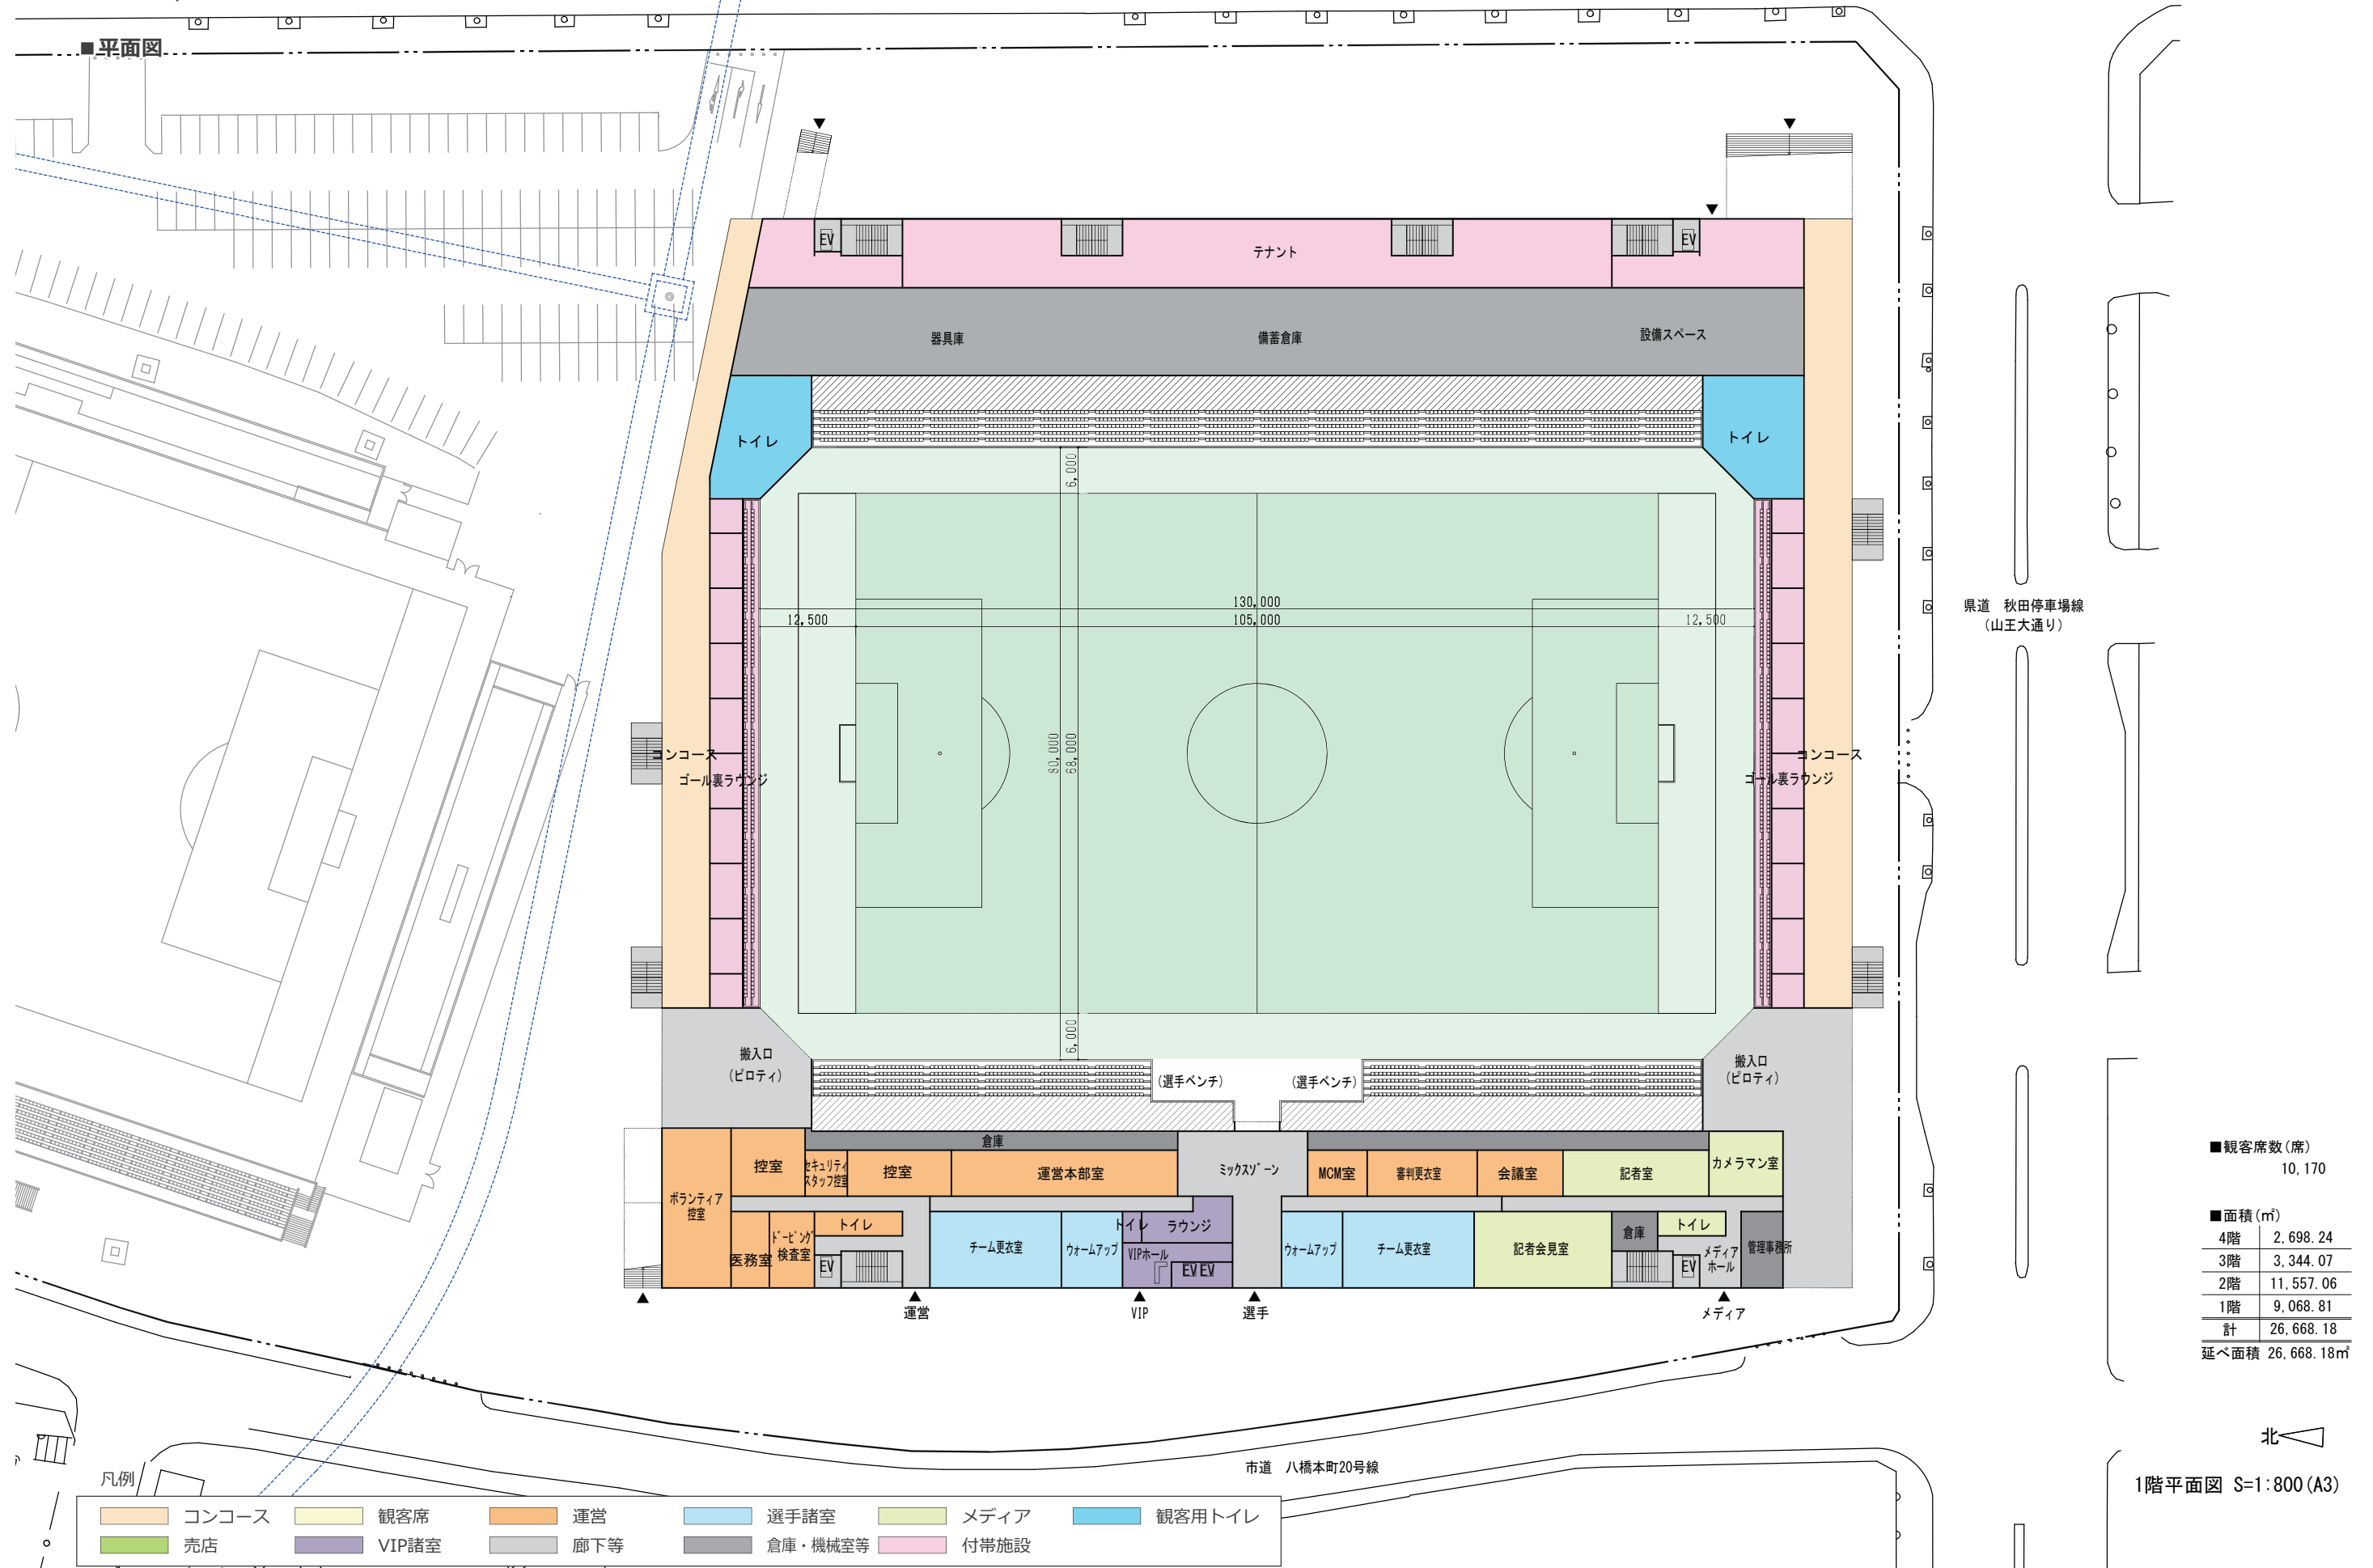 ■平面図
EV
テナント
EV
器具庫
備蓄倉庫
設備スペース
トイレ
トイレ
6,000
130,000
12,500
105,000
12,500
県道 秋田停車場線
(山王大通り)
80,000
68,000
コンコース
ゴール裏ラウンジ
コンコース
ゴール裏ラウンジ
6,000
搬入口
(ピロティ)
(選手ベンチ)
(選手ベンチ)
搬入口
(ピロティ)
倉庫
ボランティア
控室
控室
セキュリティ
スタッフ控室
控室
運営本部室
ミックスゾーン
MCM室
審判更衣室
会議室
記者室
カメラマン室
医務室
ドーピング
検査室
トイレ
EV
チーム更衣室
ウォームアップ
トイレ
ラウンジ
VIPホール
EV EV
ウォームアップ
チーム更衣室
記者会見室
倉庫
トイレ
EV
メディア
ホール
管理事務所
運営
VIP
選手
メディア
■観客席数(席)
10,170
■面積(㎡)
4階 2,698.24
3階 3,344.07
2階 11,557.06
1階 9,068.81
計 26,668.18
延べ面積 26,668.18㎡
北
市道 八橋本町20号線
1階平面図 S=1:800(A3)
凡例
コンコース 観客席 運営 選手諸室 メディア 観客用トイレ
売店 VIP諸室 廊下等 倉庫・機械室等 付帯施設